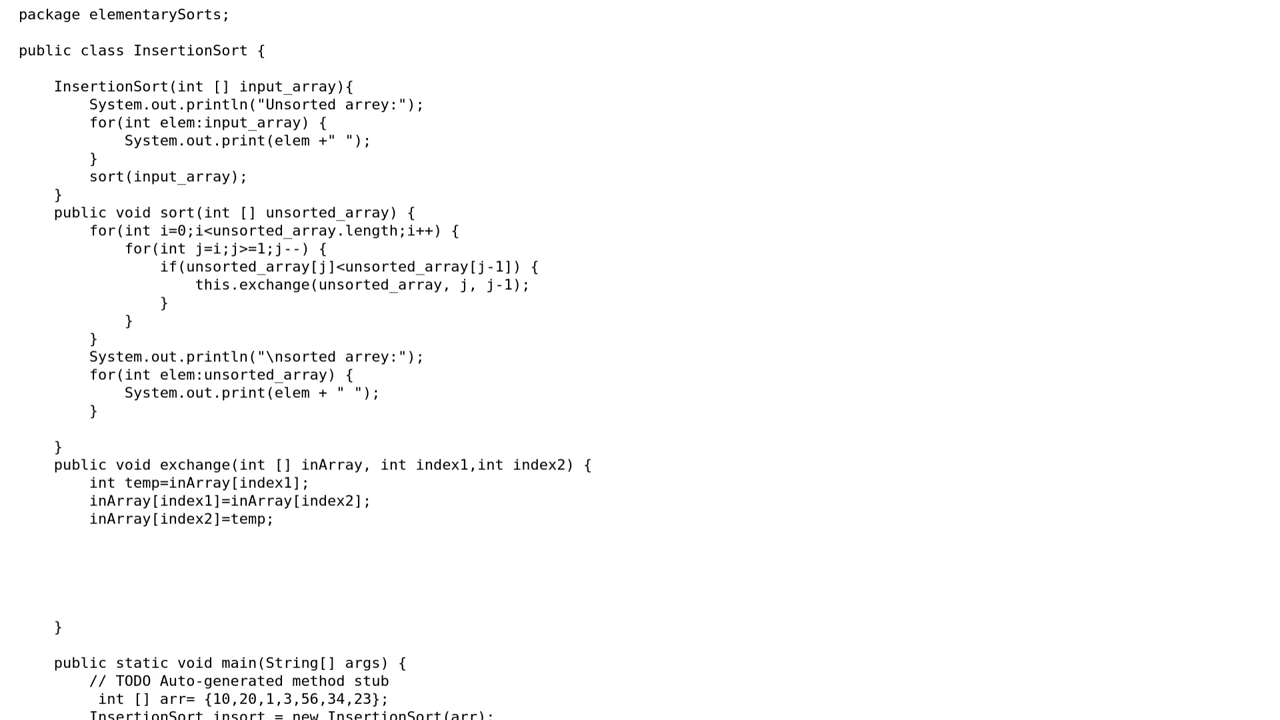 package elementarySorts;
public class InsertionSort {
InsertionSort(int [] input_array){
System.out.println("Unsorted arrey:");
for(int elem:input_array) {
System.out.print(elem +" ");
}
sort(input_array);
}
public void sort(int [] unsorted_array) {
for(int i=0;i<unsorted_array.length;i++) {
for(int j=i;j>=1;j--) {
if(unsorted_array[j]<unsorted_array[j-1]) {
this.exchange(unsorted_array, j, j-1);
}
}
}
System.out.println("\nsorted arrey:");
for(int elem:unsorted_array) {
System.out.print(elem + " ");
}
}
public void exchange(int [] inArray, int index1,int index2) {
int temp=inArray[index1];
inArray[index1]=inArray[index2];
inArray[index2]=temp;
}
public static void main(String[] args) {
// TODO Auto-generated method stub
int [] arr= {10,20,1,3,56,34,23};
InsertionSort insort = new InsertionSort(arr);